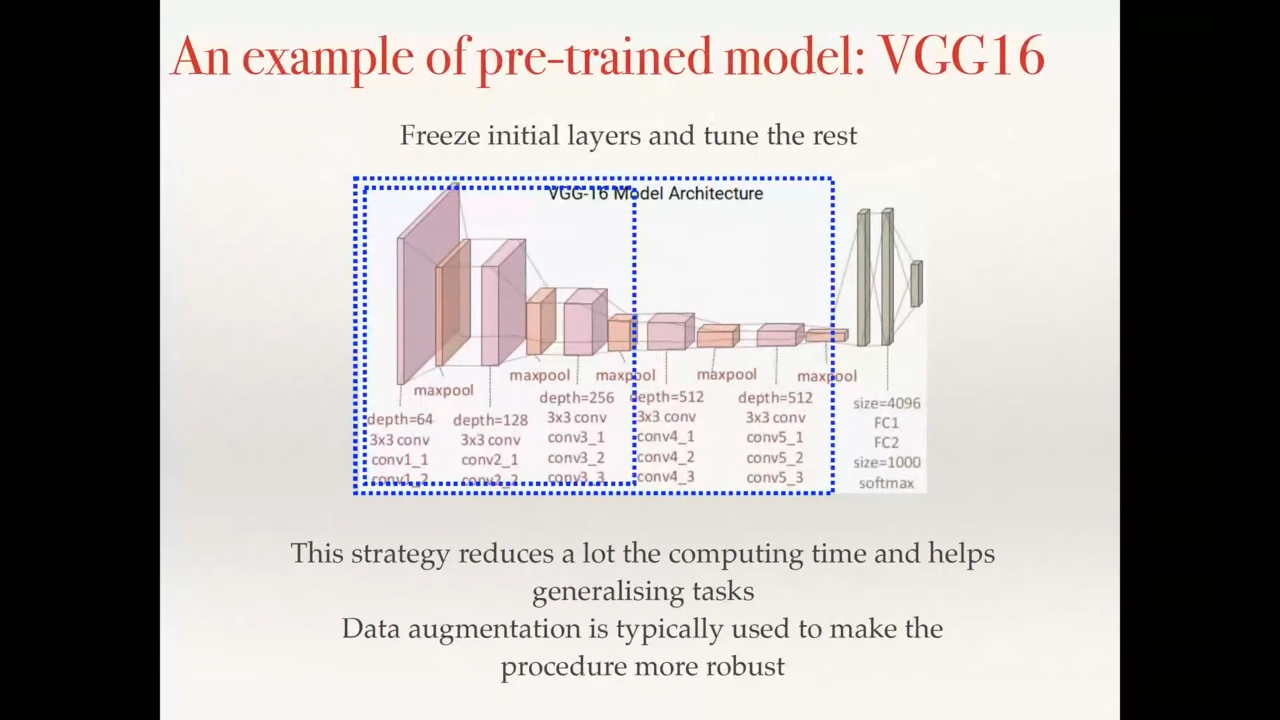 An example of pre-trained model: VGG16
Freeze initial layers and tune the rest
VGG-16 Model Architecture
maxpool
maxpool
maxpool
maxpool
maxpool
depth=64
3x3 conv
conv1_1
conv1_2
depth=128
3x3 conv
conv2_1
conv2_2
depth=256
3x3 conv
conv3_1
conv3_2
conv3_3
depth=512
3x3 conv
conv4_1
conv4_2
conv4_3
depth=512
3x3 conv
conv5_1
conv5_2
conv5_3
size=4096
FC1
FC2
size=1000
softmax
This strategy reduces a lot the computing time and helps
generalising tasks
Data augmentation is typically used to make the
procedure more robust